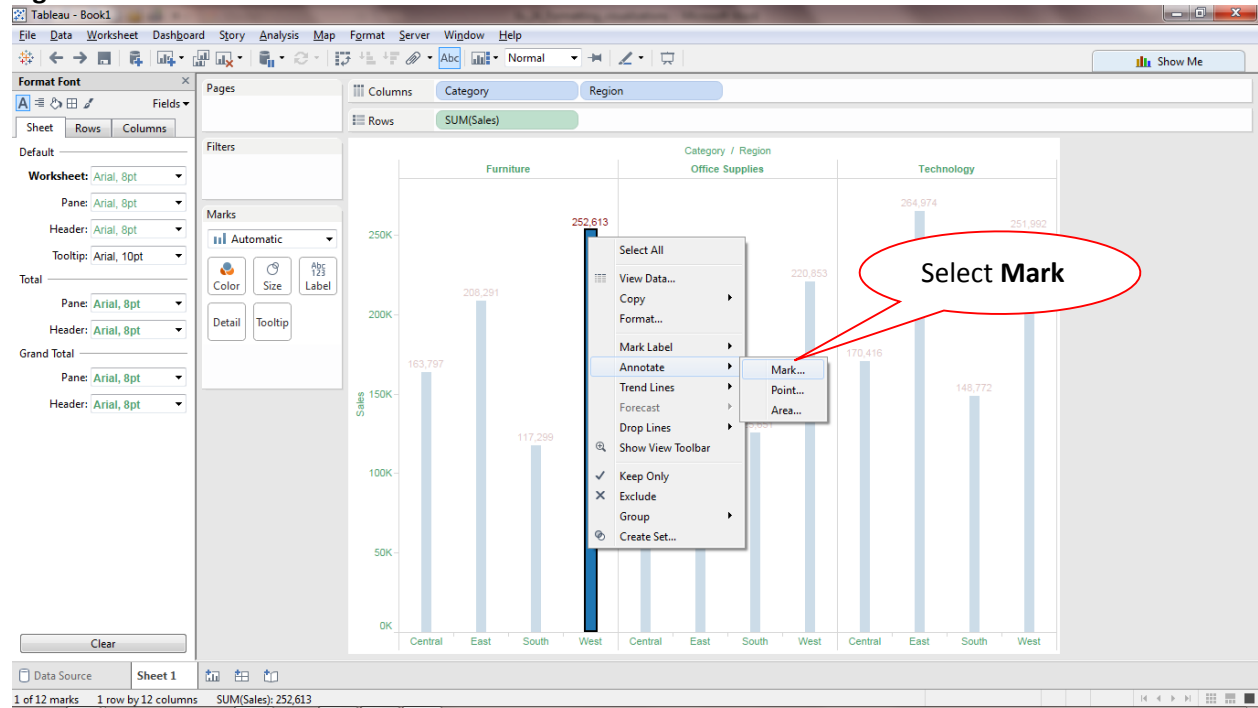 Tableau - Book1
File Data Worksheet Dashboard Story Analysis Map Format Server Window Help
Abc Normal Show Me
Format Font ×
A Fields
Sheet Rows Columns
Default
Worksheet: Arial, 8pt
Pane: Arial, 8pt
Header: Arial, 8pt
Tooltip: Arial, 10pt
Total
Pane: Arial, 8pt
Header: Arial, 8pt
Grand Total
Pane: Arial, 8pt
Header: Arial, 8pt
Clear
Pages
Filters
Marks
Automatic
Abc
123
Color Size Label
Detail Tooltip
Columns Category Region
Rows SUM(Sales)
Category / Region
Furniture Office Supplies Technology
264,974
252,613 251,992
250K
220,853
208,291
200K
170,416
163,797
Sales
150K
148,772
117,299
100K
50K
0K
Central East South West Central East South West Central East South West
Select All
View Data...
Copy
Format...
Mark Label
Annotate
Trend Lines
Forecast
Drop Lines
Show View Toolbar
Keep Only
Exclude
Group
Create Set...
Mark...
Point...
Area...
Select Mark
Data Source Sheet 1
1 of 12 marks 1 row by 12 columns SUM(Sales): 252,613